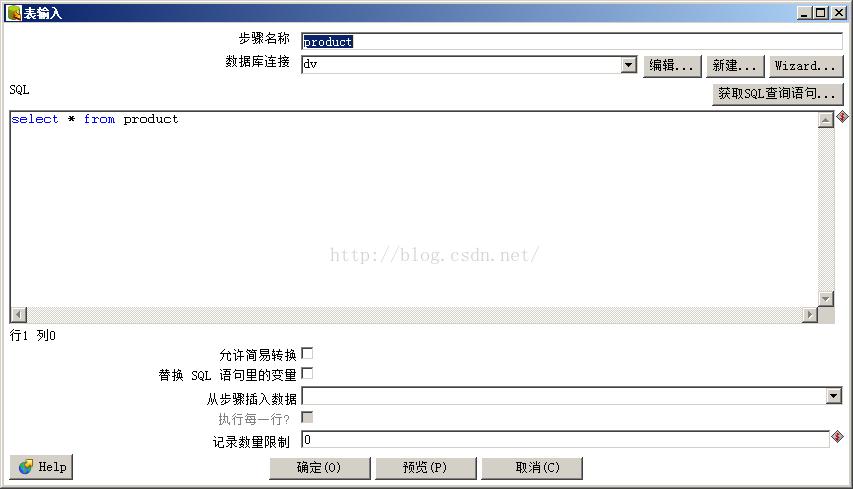 表输入
步骤名称 product
数据库连接 dv 编辑... 新建... Wizard...
SQL 获取SQL查询语句...
select * from product
http://blog.csdn.net/
行1 列0
允许简易转换
替换 SQL 语句里的变量
从步骤插入数据
执行每一行?
记录数量限制 0
Help 确定(O) 预览(P) 取消(C)